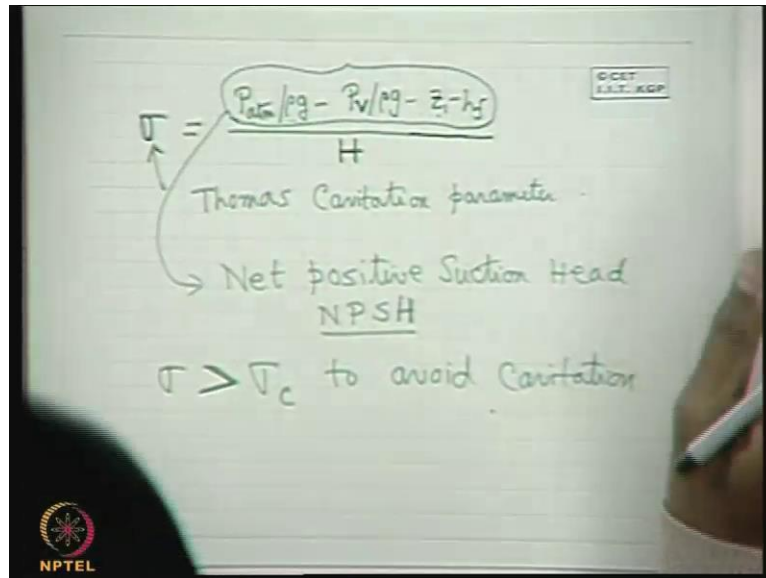 © CET
I.I.T. KGP
σ = Patm/ρg - Pv/ρg - z₁ - hf
H
Thomas Cavitation parameter
Net positive Suction Head
NPSH
σ > σc to avoid Cavitation
NPTEL